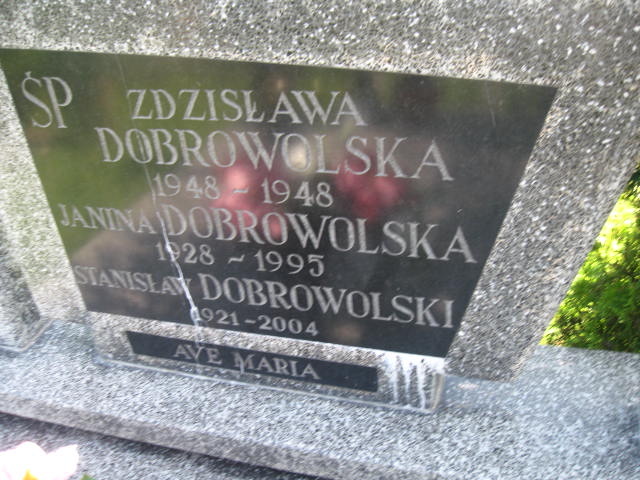 ŚP ZDZISŁAWA
DOBROWOLSKA
1948 - 1948
JANINA DOBROWOLSKA
1928 - 1995
STANISŁAW DOBROWOLSKI
1921-2004
AVE MARIA